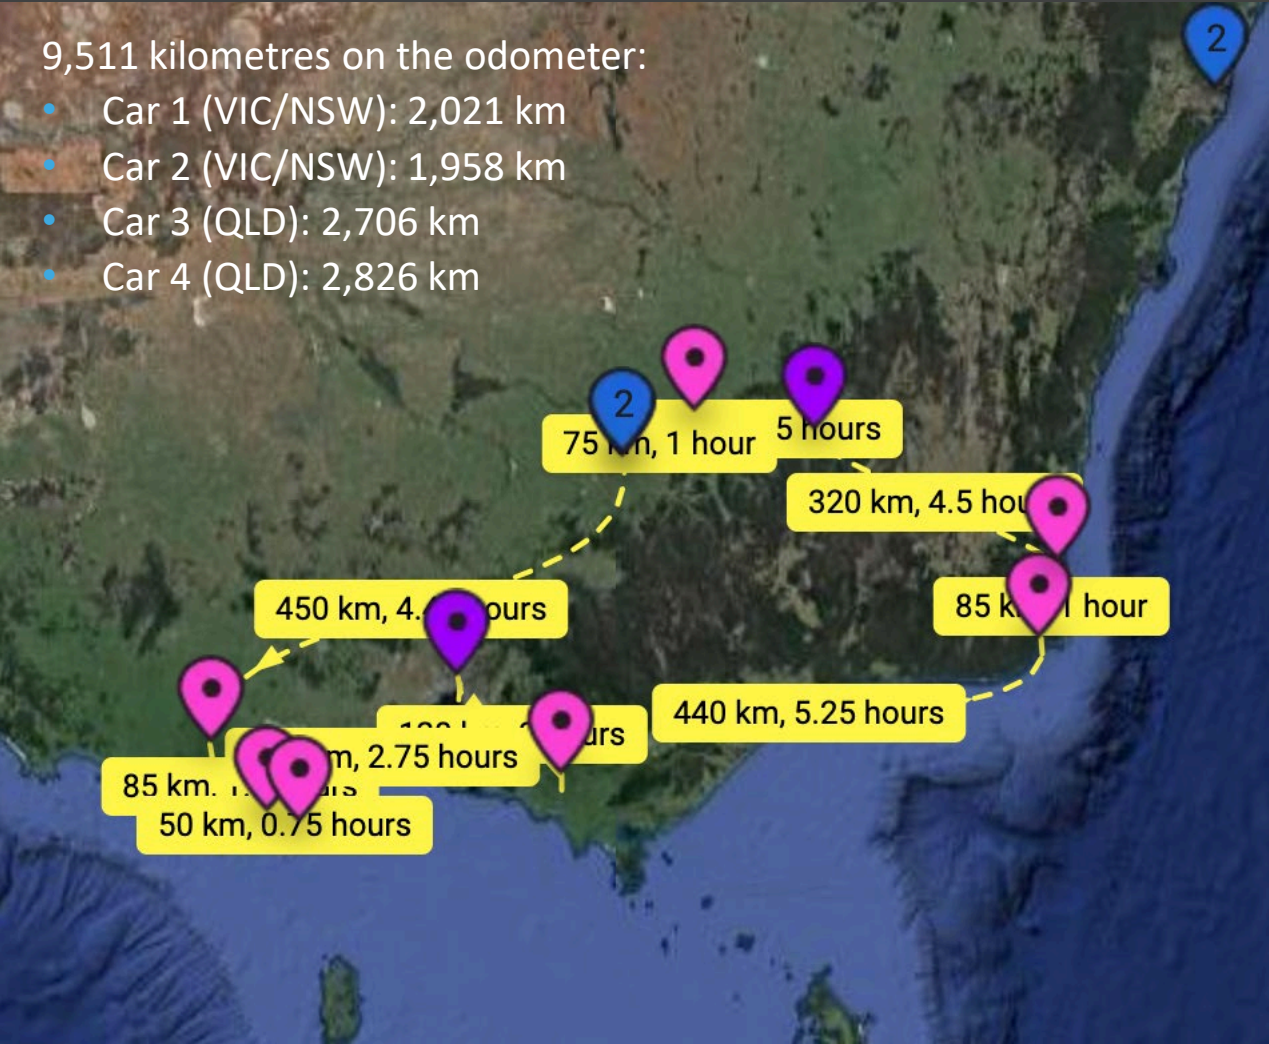 9,511 kilometres on the odometer:
• Car 1 (VIC/NSW): 2,021 km
• Car 2 (VIC/NSW): 1,958 km
• Car 3 (QLD): 2,706 km
• Car 4 (QLD): 2,826 km
2
2
75 km, 1 hour
5 hours
320 km, 4.5
450 km,
85 1 hour
440 km, 5.25 hours
2.75 hours
85 km,
50 km, 0.75 hours